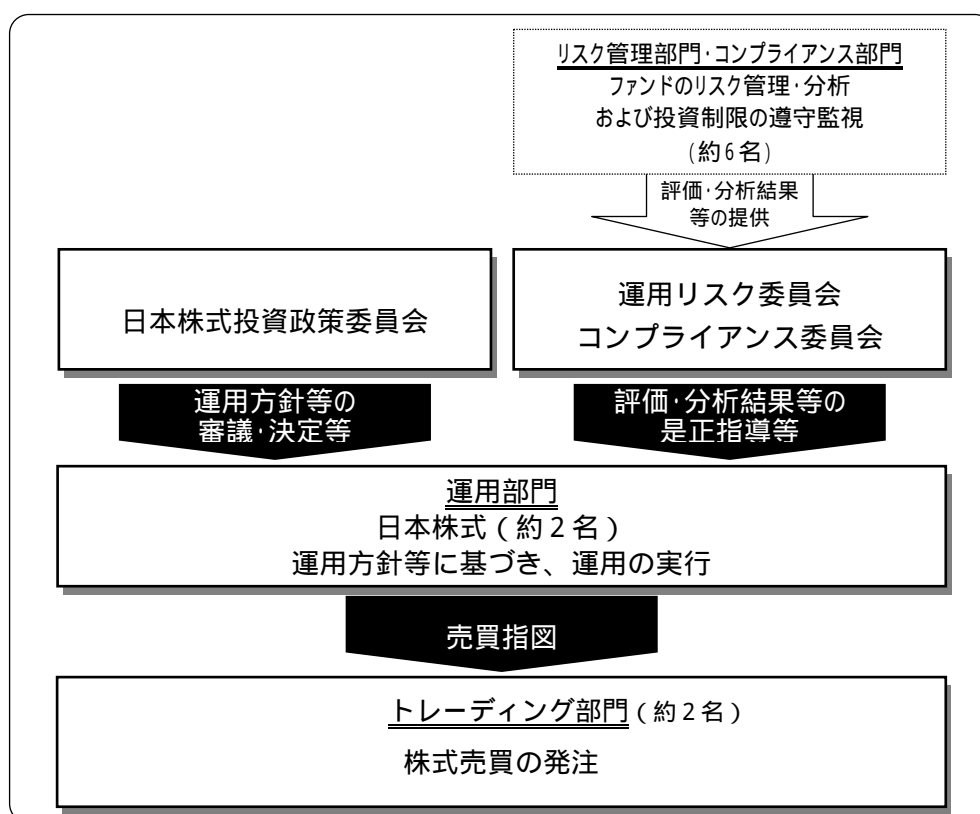 リスク管理部門･コンプライアンス部門
ファンドのリスク管理･分析
および投資制限の遵守監視
(約6名)
評価･分析結果
等の提供
日本株式投資政策委員会
運用リスク委員会
コンプライアンス委員会
運用方針等の
審議･決定等
評価･分析結果等の
是正指導等
運用部門
日本株式(約2名)
運用方針等に基づき、運用の実行
売買指図
トレーディング部門(約2名)
株式売買の発注